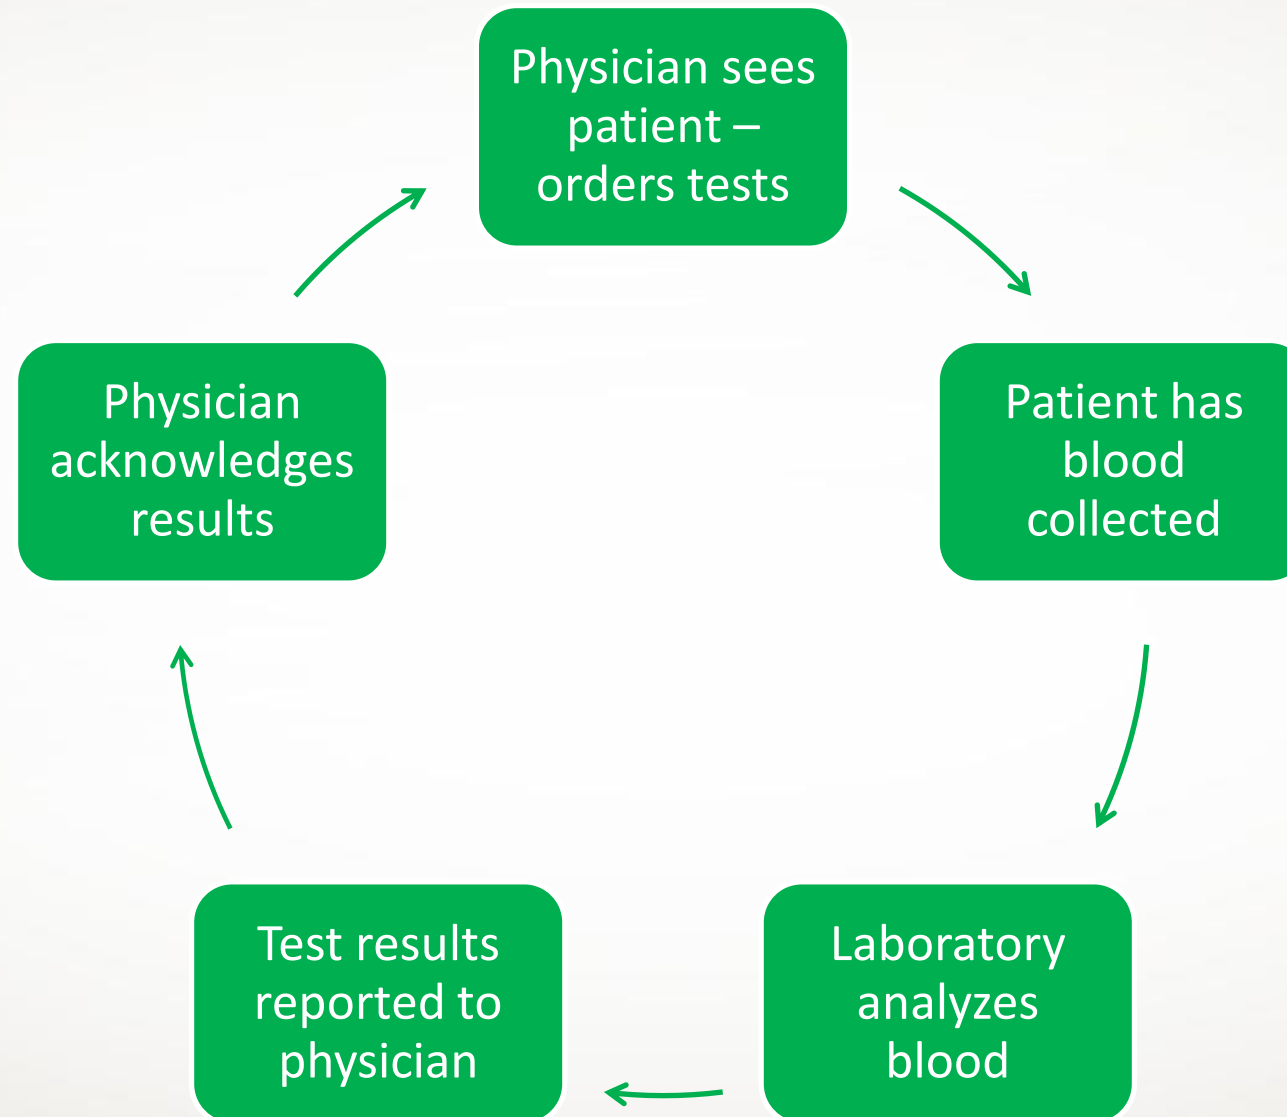 Physician sees
patient –
orders tests
Patient has
blood
collected
Laboratory
analyzes
blood
Test results
reported to
physician
Physician
acknowledges
results